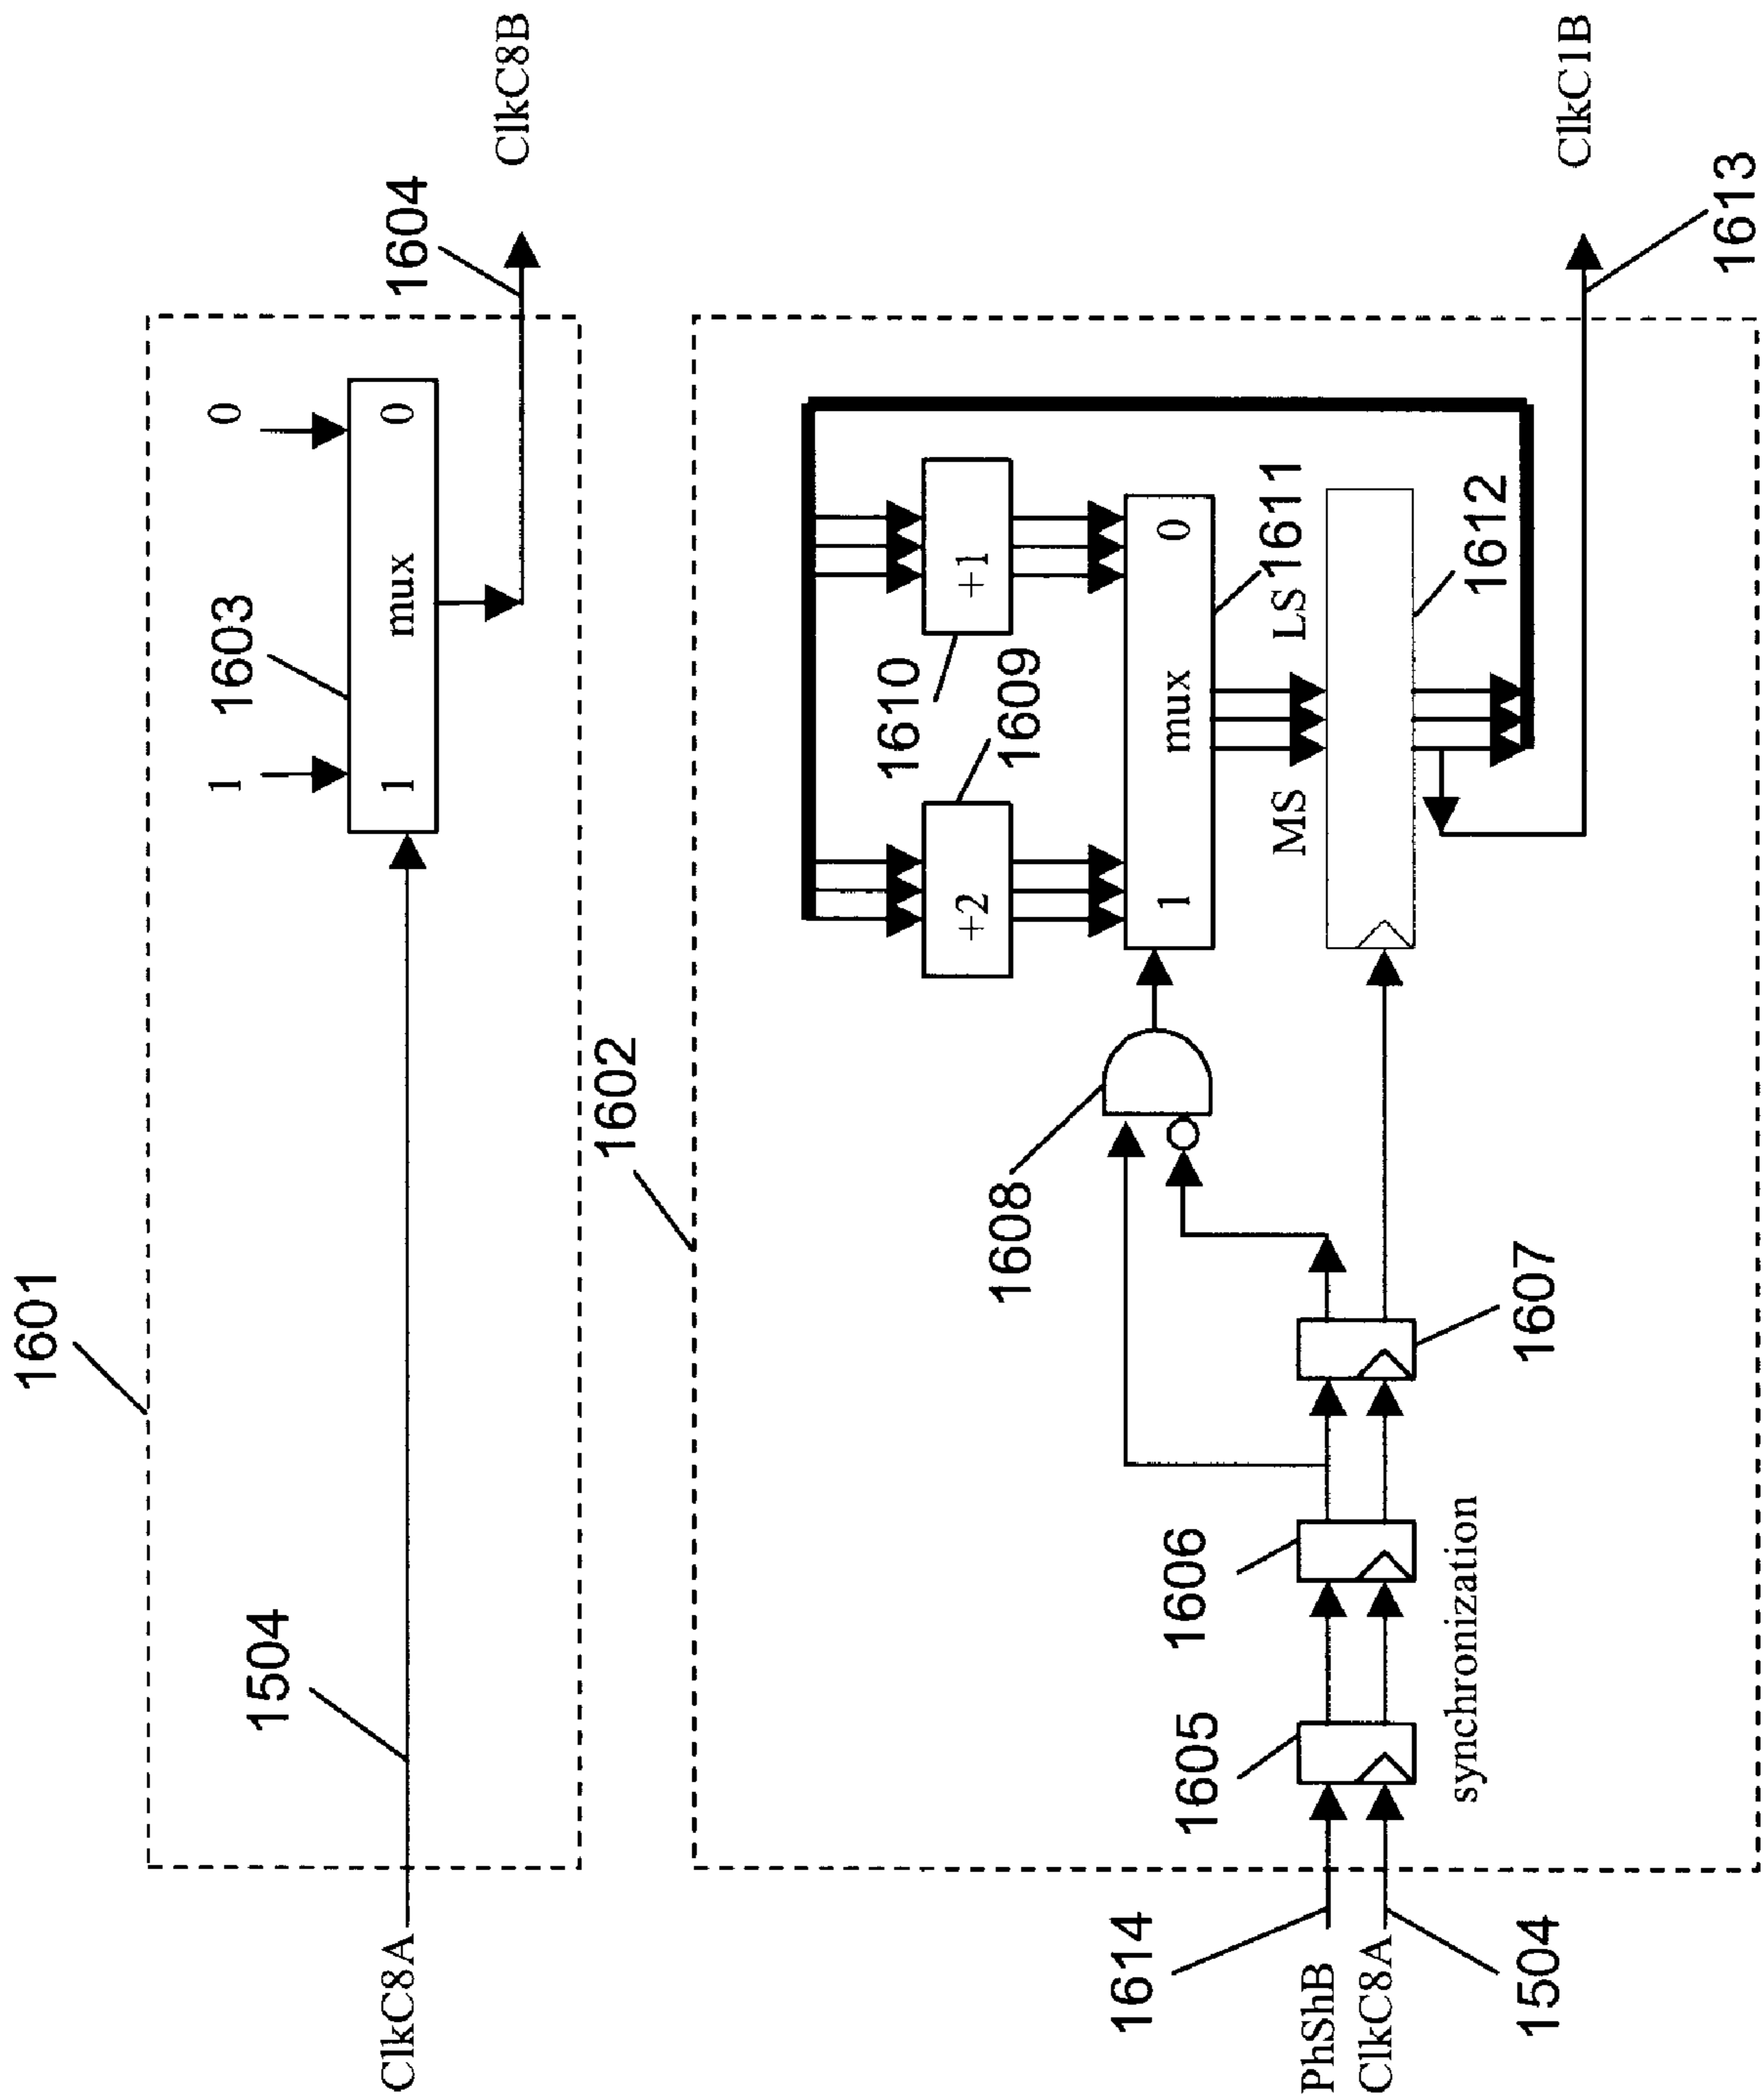 1601
1504
ClkC8A
1603
1
0
1 mux 0
1604
ClkC8B
1602
1614
PhShB
ClkC8A
1504
1605
1606
synchronization
1607
1608
1609
+2
1610
+1
1 mux 0
1611
MS LS
1612
ClkC1B
1613